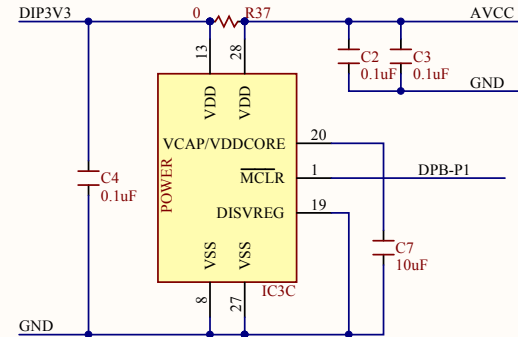 DIP3V3 0 R37 AVCC
13 28
C2 C3
0.1uF 0.1uF
VDD VDD
GND
VCAP/VDDCORE 20
MCLR 1 DPB-P1
POWER
C4
0.1uF
DISVREG 19
VSS VSS
C7
10uF
IC3C
8 27
GND